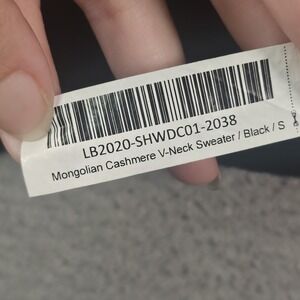 LB2020-SHWDC01-2038
Mongolian Cashmere V-Neck Sweater / Black / S